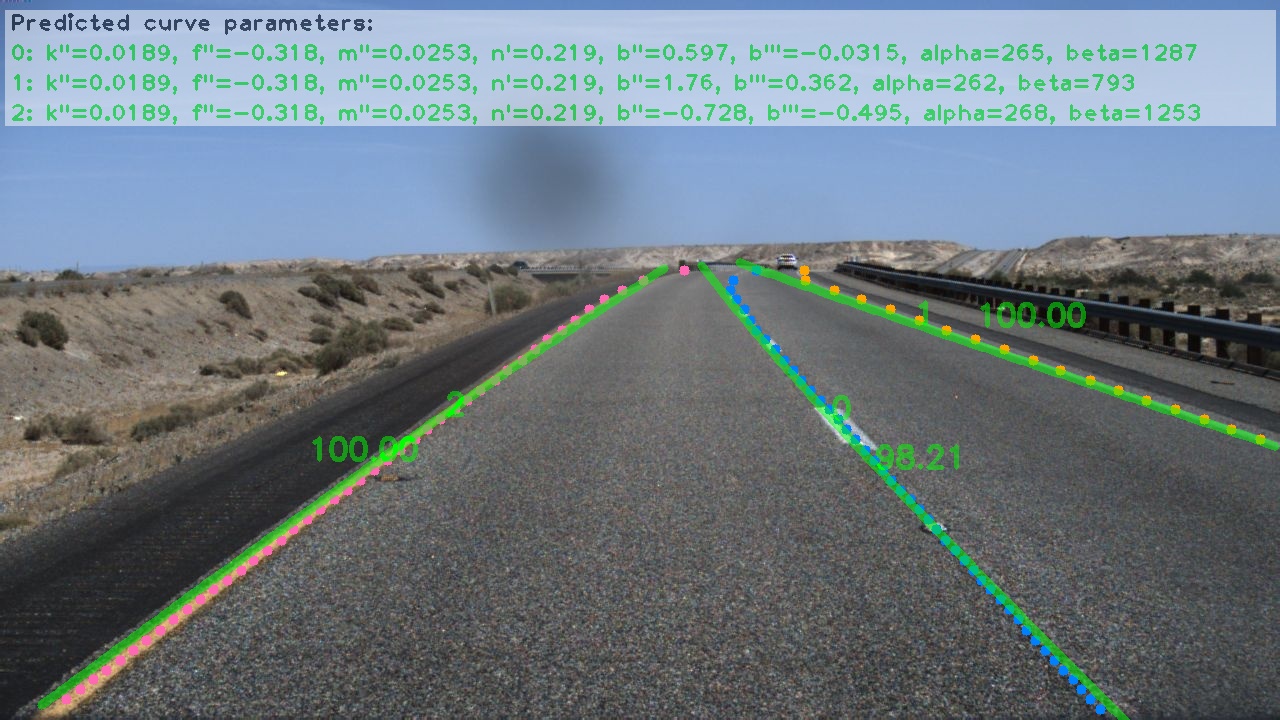 Predicted curve parameters:
0: k''=0.0189, f''=-0.318, m''=0.0253, n'=0.219, b''=0.597, b'''=-0.0315, alpha=265, beta=1287
1: k''=0.0189, f''=-0.318, m''=0.0253, n'=0.219, b''=1.76, b'''=0.362, alpha=262, beta=793
2: k''=0.0189, f''=-0.318, m''=0.0253, n'=0.219, b''=-0.728, b'''=-0.495, alpha=268, beta=1253
1 100.00
2
0
100.00
98.21